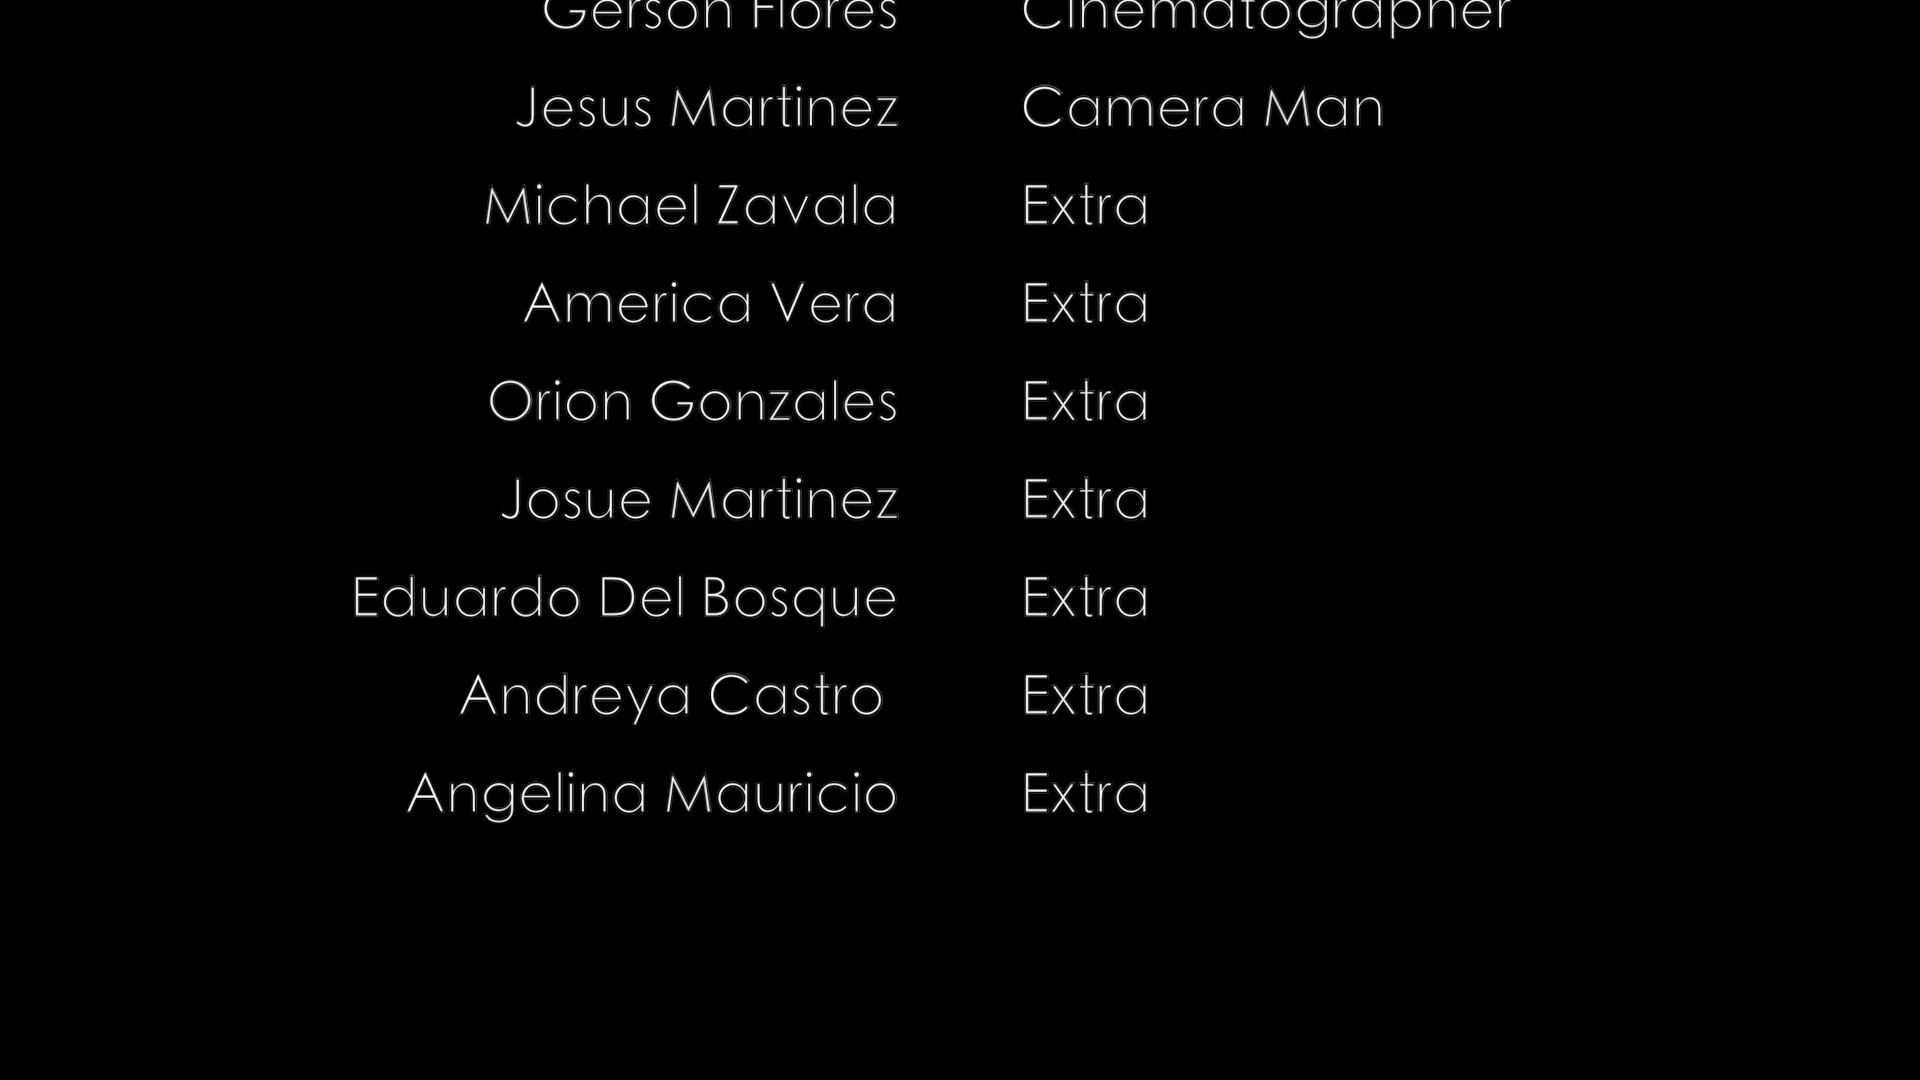 Gerson Flores Cinematographer
Jesus Martinez Camera Man
Michael Zavala Extra
America Vera Extra
Orion Gonzales Extra
Josue Martinez Extra
Eduardo Del Bosque Extra
Andreya Castro Extra
Angelina Mauricio Extra